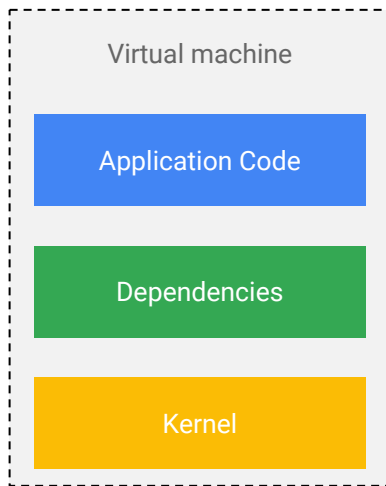 Virtual machine
Application Code
Dependencies
Kernel